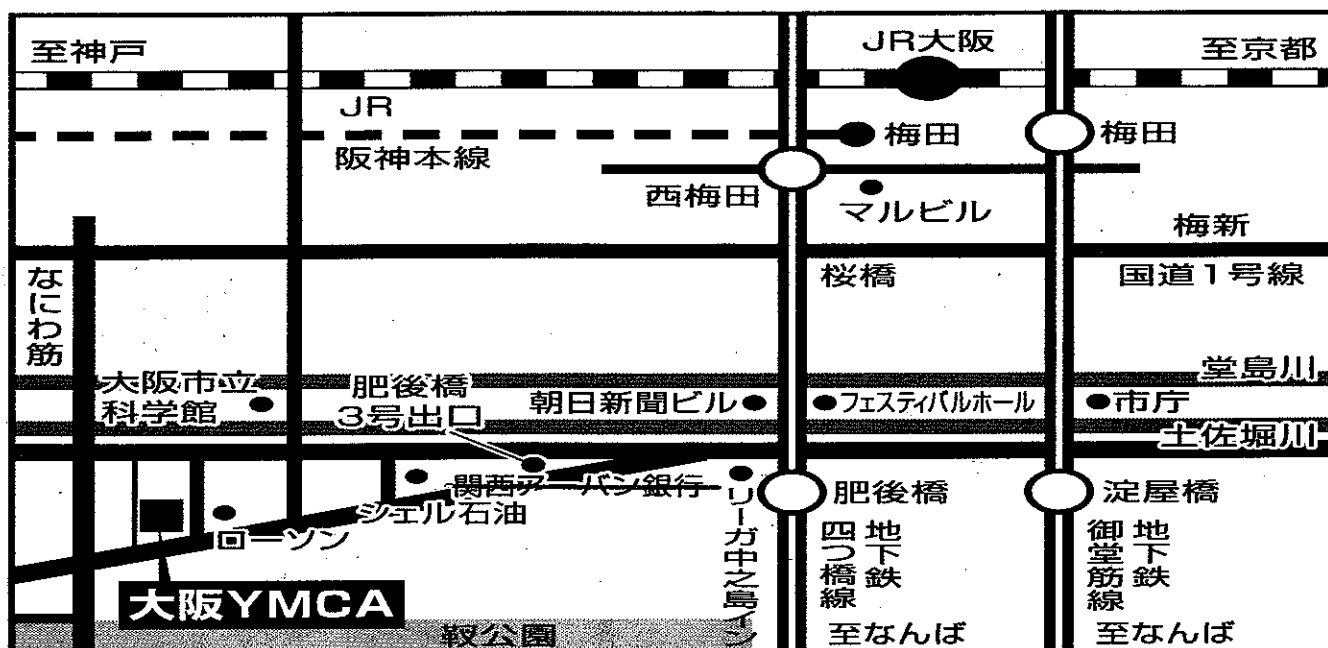 至神戸
JR大阪
至京都
JR
梅田
梅田
阪神本線
西梅田
マルビル
梅新
なにわ筋
桜橋
国道1号線
堂島川
大阪市立
科学館
肥後橋
3号出口
朝日新聞ビル
フェスティバルホール
市庁
土佐堀川
関西アーバン銀行
シェル石油
ローソン
リーガ中之島イン
肥後橋
淀屋橋
地下鉄
四つ橋線
地下鉄
御堂筋線
大阪YMCA
靱公園
至なんば
至なんば